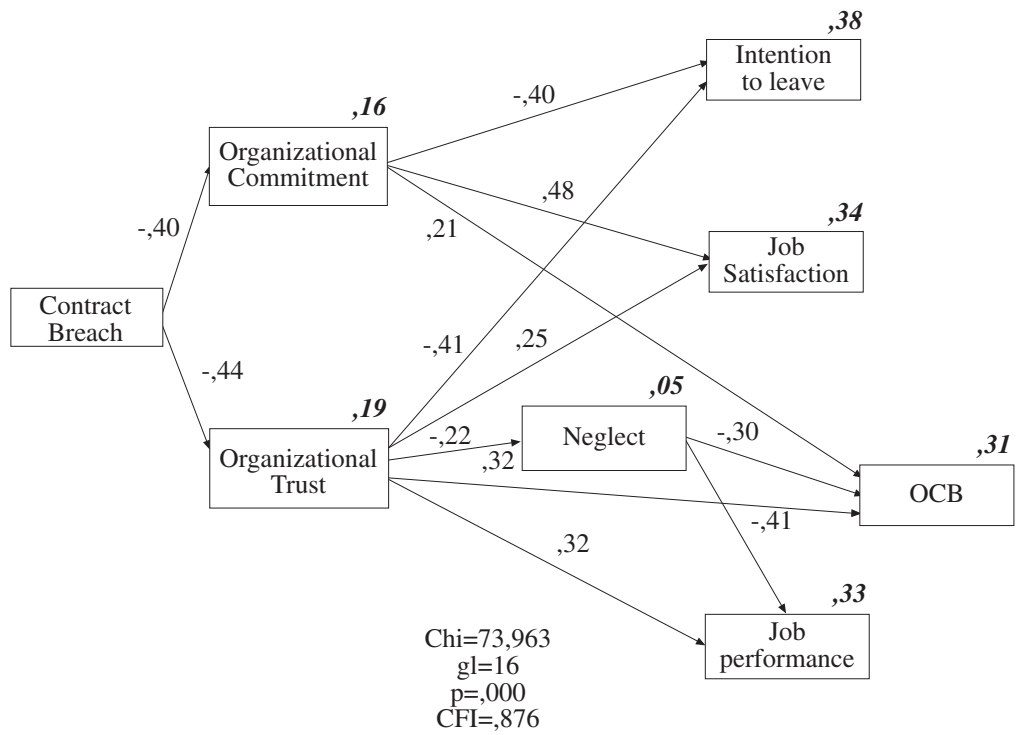 ,38
Intention
to leave
-,40
,16
Organizational
Commitment
,48
,34
Job
Satisfaction
-,40
,21
Contract
Breach
-,41
,25
-,44
,19
,05
Organizational
Trust
-,22
,32
Neglect
-,30
,31
OCB
-,41
,32
,33
Job
performance
Chi=73,963
gl=16
p=,000
CFI=,876